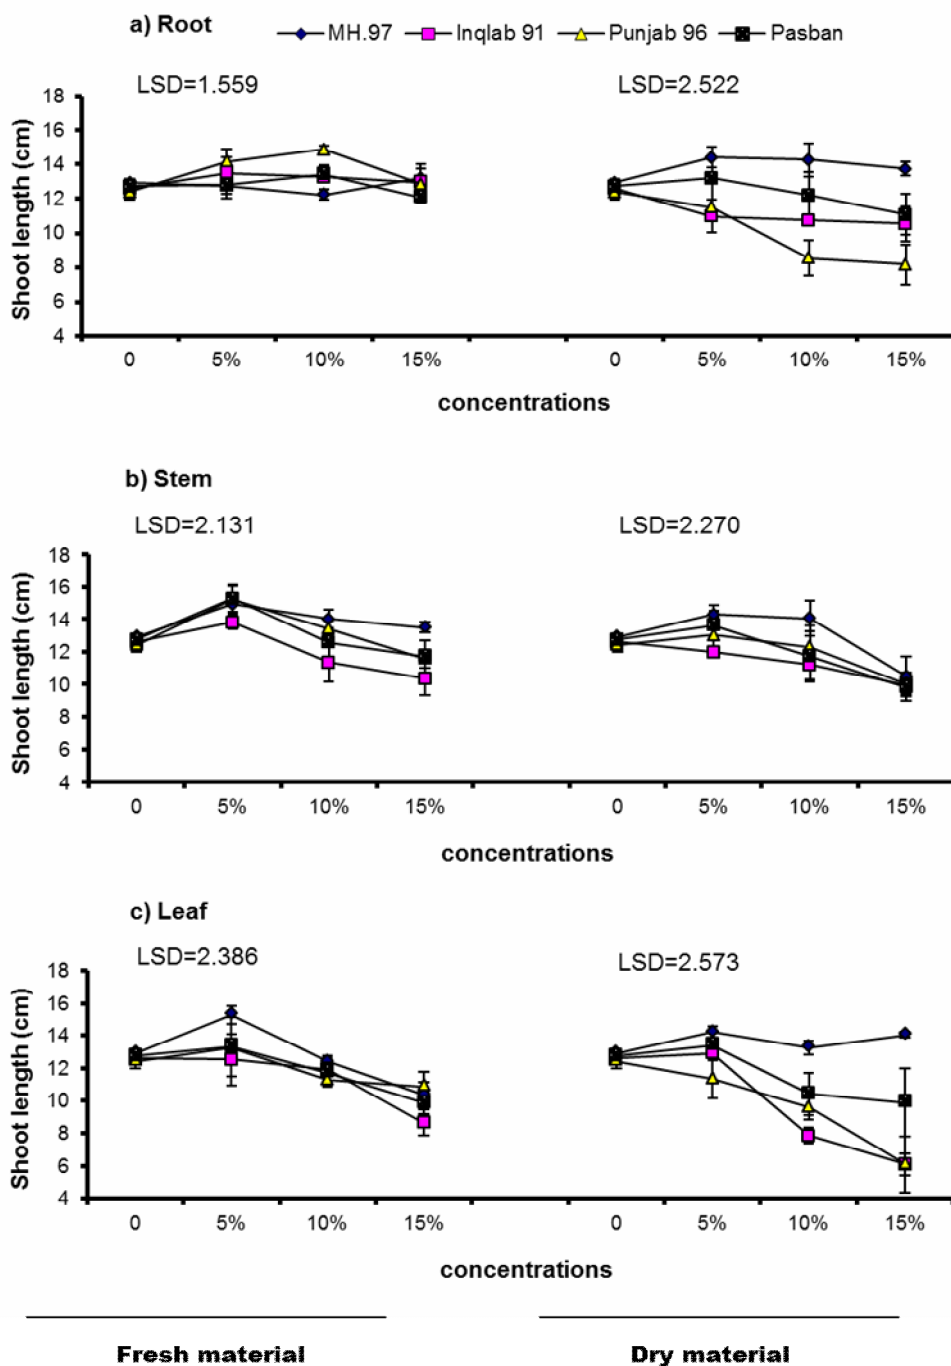 a) Root MH.97 Inqlab 91 Punjab 96 Pasban
LSD=1.559 LSD=2.522
Shoot length (cm)
18
16
14
12
10
8
6
4
0 5% 10% 15% 0 5% 10% 15%
concentrations
b) Stem
LSD=2.131 LSD=2.270
Shoot length (cm)
18
16
14
12
10
8
6
4
0 5% 10% 15% 0 5% 10% 15%
concentrations
c) Leaf
LSD=2.386 LSD=2.573
Shoot length (cm)
18
16
14
12
10
8
6
4
0 5% 10% 15% 0 5% 10% 15%
concentrations
Fresh material Dry material